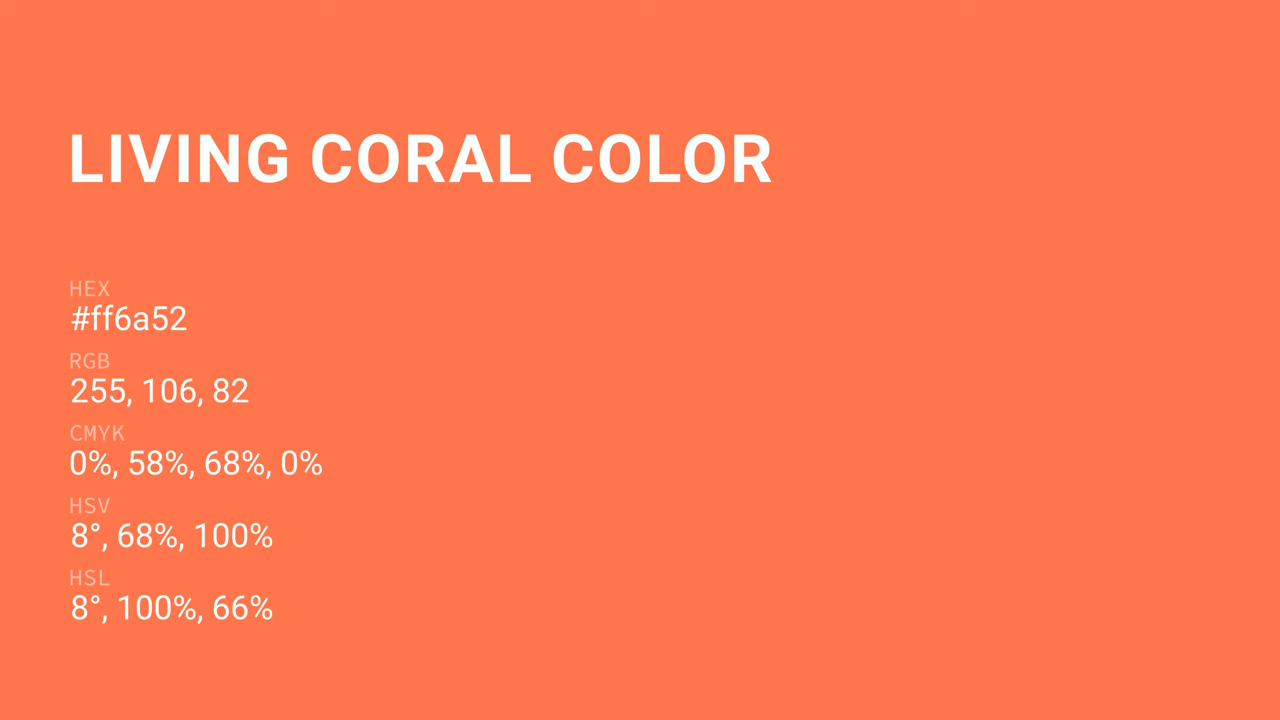 LIVING CORAL COLOR
HEX
#ff6a52
RGB
255, 106, 82
CMYK
0%, 58%, 68%, 0%
HSV
8°, 68%, 100%
HSL
8°, 100%, 66%